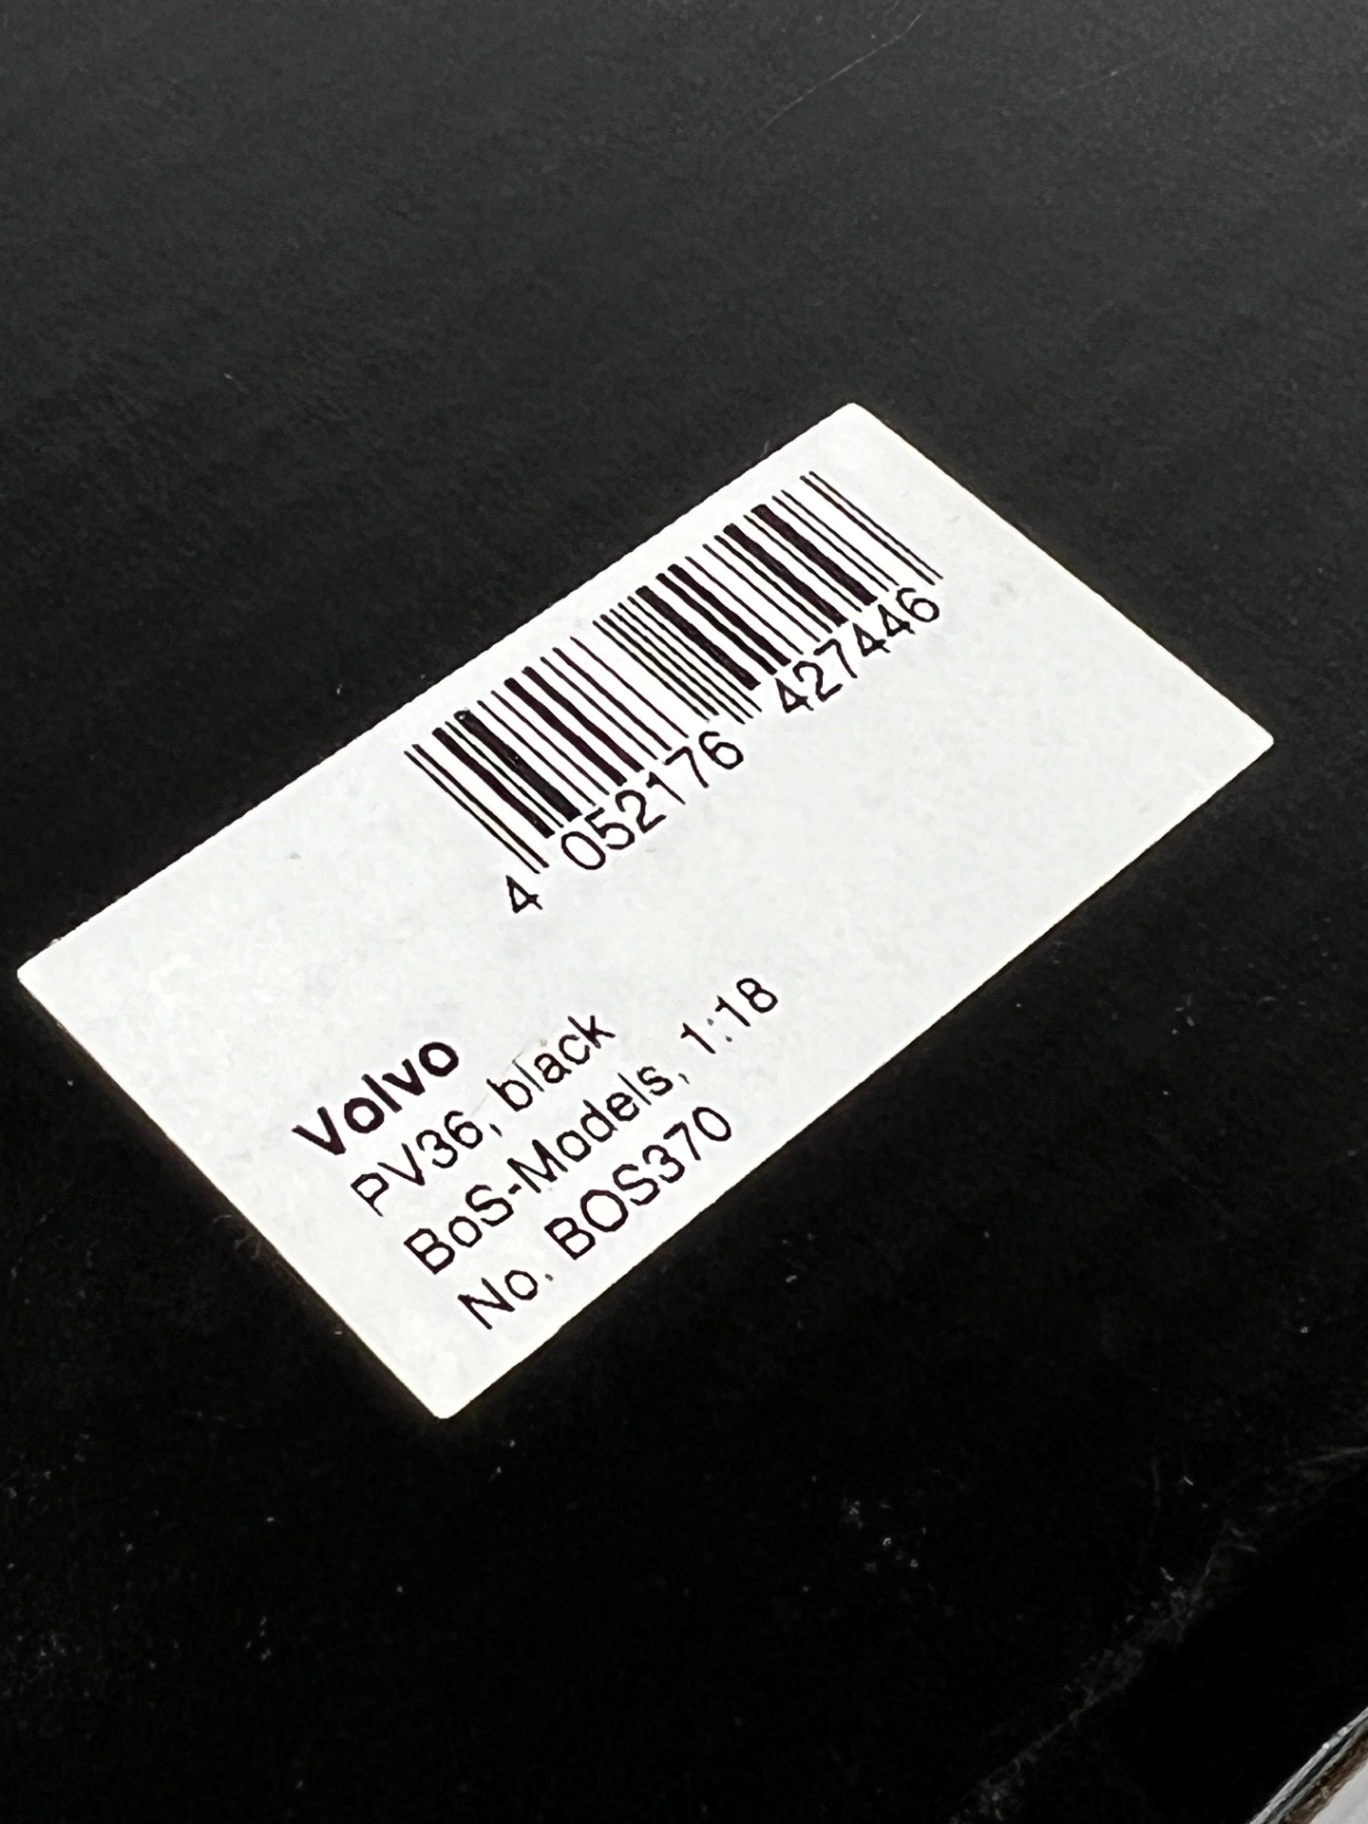 4 052176 427446
Volvo
PV36, black
BoS-Models, 1:18
No. BOS370